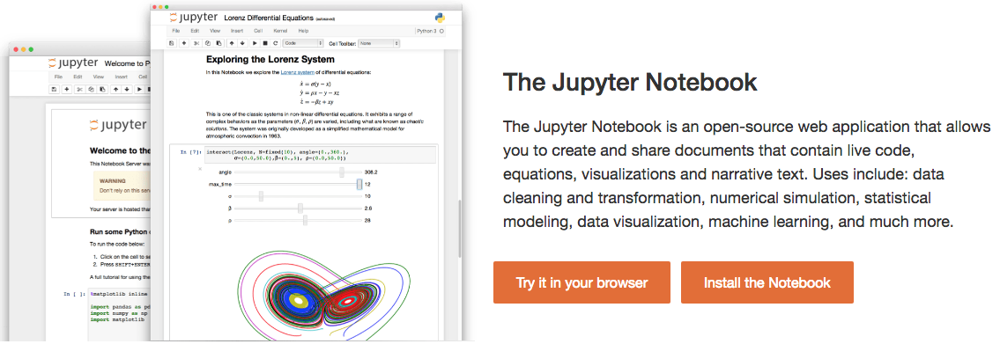 jupyter Welcome to P
File Edit View Insert Cell
jupyter
Welcome to the
This Notebook Server was
WARNING
Don't rely on this serv
Your server is hosted than
Run some Python
To run the code below:
1. Click on the cell to se
2. Press SHIFT+ENTER
A full tutorial for using the
In [ ]: %matplotlib inline
import pandas as pd
import numpy as np
import matplotlib
jupyter Lorenz Differential Equations (autosaved)
File Edit View Insert Cell Kernel Help Python 3
Code Cell Toolbar: None
Exploring the Lorenz System
In this Notebook we explore the Lorenz system of differential equations:
ẋ = σ(y − x)
ẏ = ρx − y − xz
ż = −βz + xy
This is one of the classic systems in non-linear differential equations. It exhibits a range of
complex behaviors as the parameters (σ, β, ρ) are varied, including what are known as chaotic
solutions. The system was originally developed as a simplified mathematical model for
atmospheric convection in 1963.
In [7]: interact(Lorenz, N=fixed(10), angle=(0.,360.),
σ=(0.0,50.0),β=(0.,5), ρ=(0.0,50.0))
angle 308.2
max_time 12
σ 10
β 2.6
ρ 28
The Jupyter Notebook
The Jupyter Notebook is an open-source web application that allows
you to create and share documents that contain live code,
equations, visualizations and narrative text. Uses include: data
cleaning and transformation, numerical simulation, statistical
modeling, data visualization, machine learning, and much more.
Try it in your browser
Install the Notebook